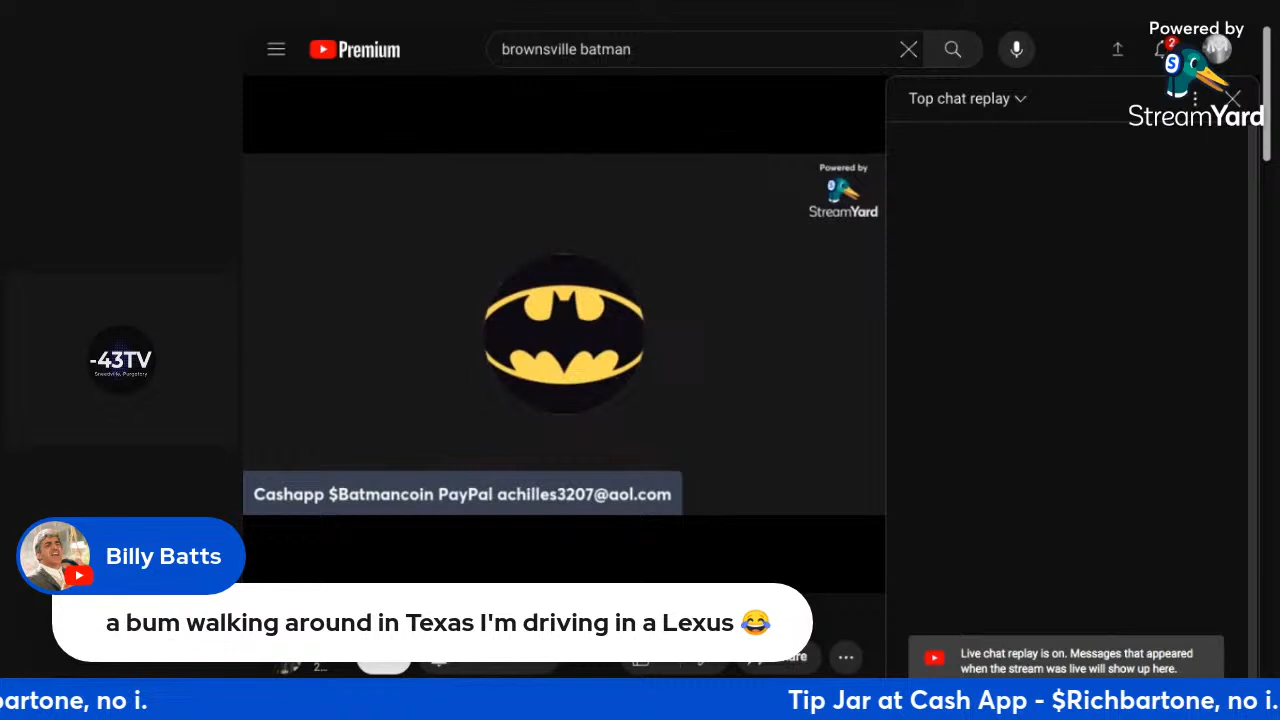 Powered by
StreamYard
Premium
brownsville batman
2
Top chat replay
Powered by
StreamYard
-43TV
Cashapp $Batmancoin PayPal achilles3207@aol.com
Billy Batts
a bum walking around in Texas I'm driving in a Lexus 😂
2...
Live chat replay is on. Messages that appeared
when the stream was live will show up here.
bartone, no i.
Tip Jar at Cash App - $Richbartone, no i.